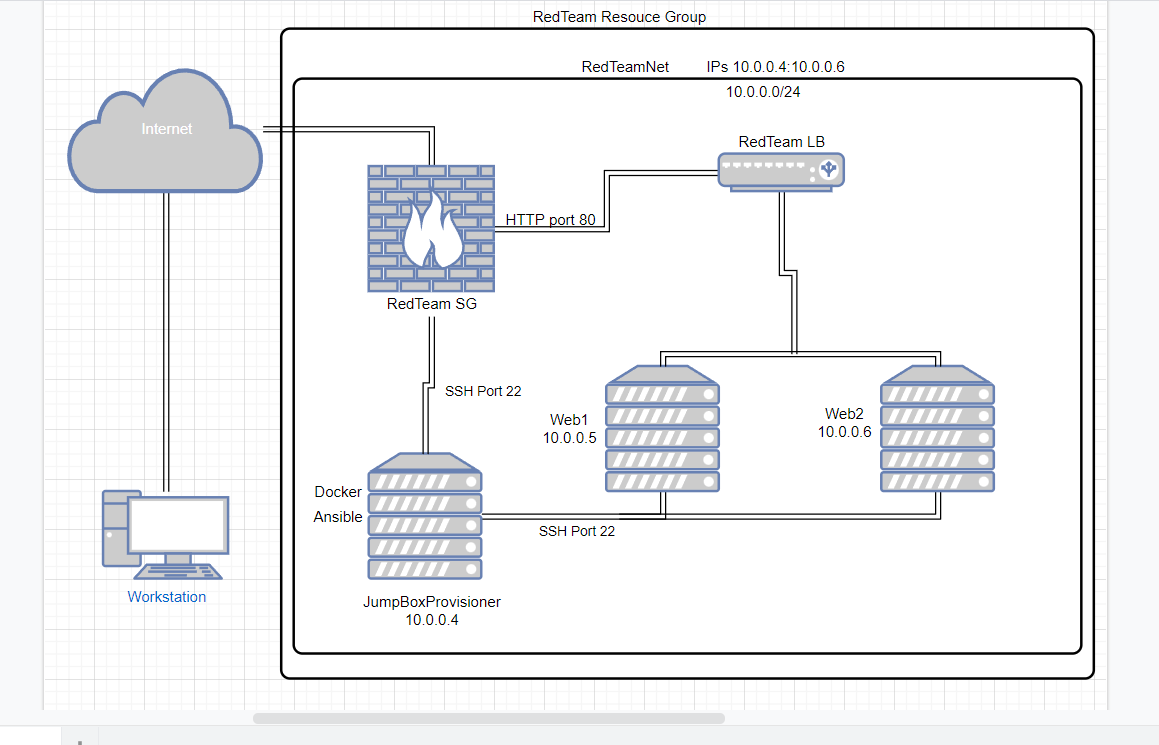 RedTeam Resouce Group
RedTeamNet
IPs 10.0.0.4:10.0.0.6
10.0.0.0/24
Internet
RedTeam LB
HTTP port 80
RedTeam SG
SSH Port 22
Web1
10.0.0.5
Web2
10.0.0.6
Docker
Ansible
SSH Port 22
Workstation
JumpBoxProvisioner
10.0.0.4